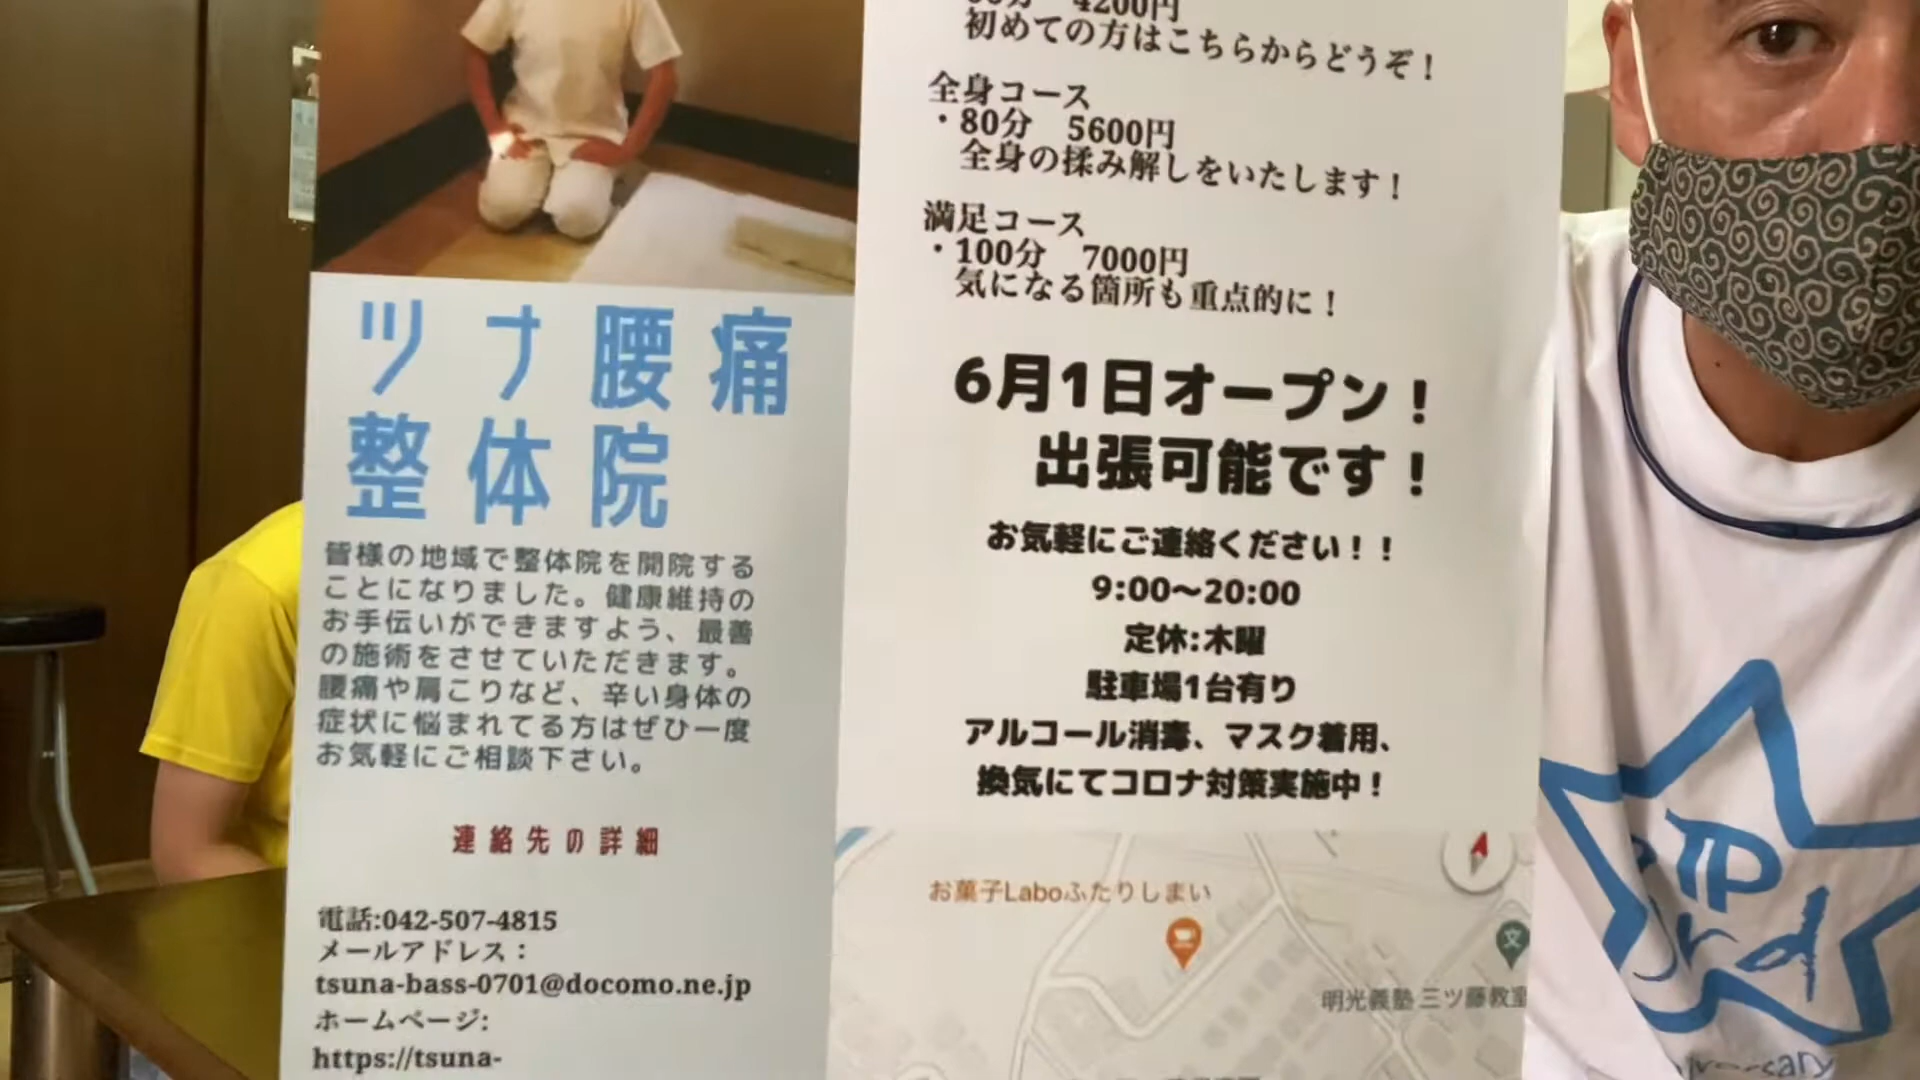 ツナ腰痛
整体院
皆様の地域で整体院を開院する
ことになりました。健康維持の
お手伝いができますよう、最善
の施術をさせていただきます。
腰痛や肩こりなど、辛い身体の
症状に悩まれてる方はぜひ一度
お気軽にご相談下さい。
連絡先の詳細
電話:042-507-4815
メールアドレス：
tsuna-bass-0701@docomo.ne.jp
ホームページ:
https://tsuna-
4200円
初めての方はこちらからどうぞ！
全身コース
・80分 5600円
全身の揉み解しをいたします！
満足コース
・100分 7000円
気になる箇所も重点的に！
6月1日オープン！
出張可能です！
お気軽にご連絡ください！！
9:00〜20:00
定休:木曜
駐車場1台有り
アルコール消毒、マスク着用、
換気にてコロナ対策実施中！
お菓子Laboふたりしまい
文
明光義塾 三ツ藤教室